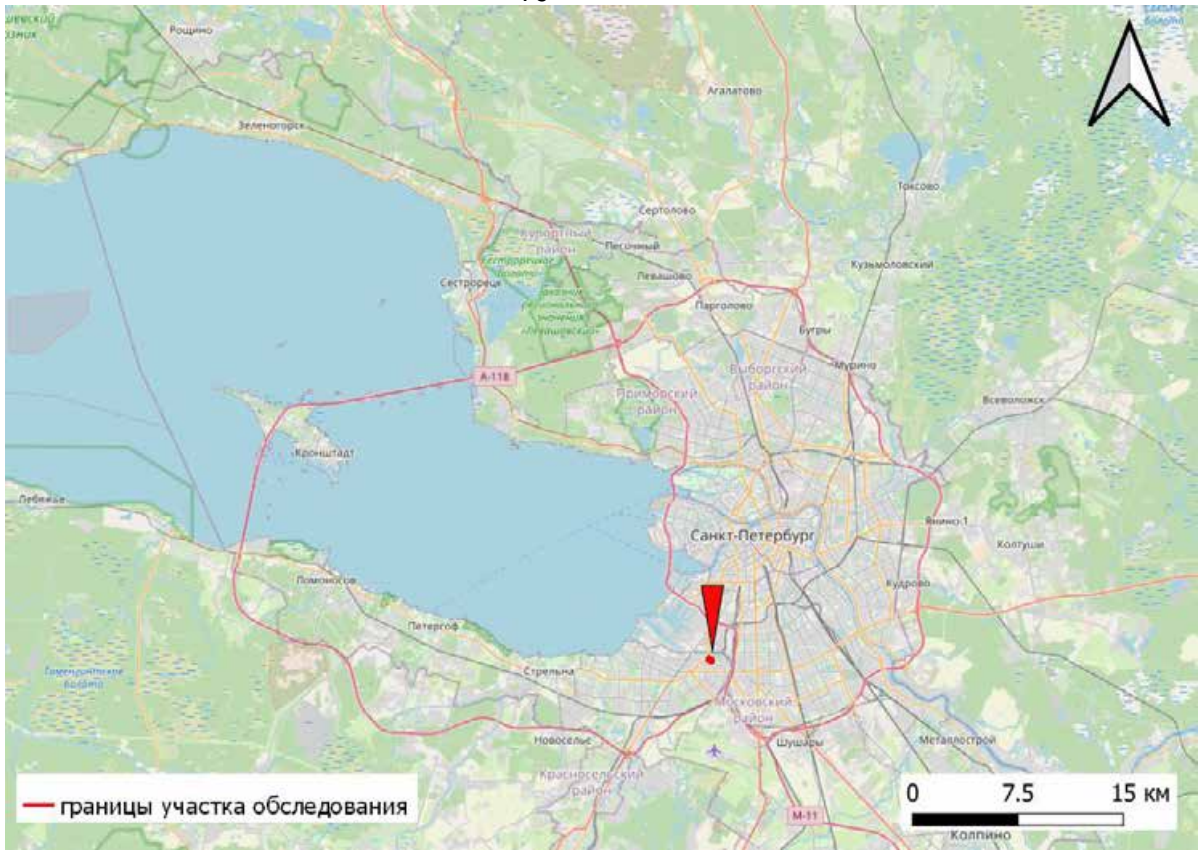 Рощино
Агалатово
Зеленогорск
Токсово
Сертолово
Курортный
район
Песочный
Кузьмоловский
Левашово
Сестрорецк
Парголово
Бугры
Мурино
А-118
Выборгский
район
Приморский
район
Всеволожск
Кронштадт
Лебяжье
Янино-1
Санкт-Петербург
Колтуши
Ломоносов
Кудрово
Петергоф
Стрельна
Московский
район
Новоселье
Шушары
Металлострой
Красносельский
район
границы участка обследования
0 7.5 15 км
М-11
Колпино